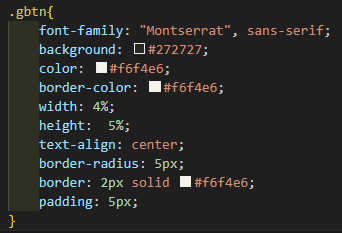 .gbtn{
font-family: "Montserrat", sans-serif;
background: #272727;
color: #f6f4e6;
border-color: #f6f4e6;
width: 4%;
height:  5%;
text-align: center;
border-radius: 5px;
border: 2px solid #f6f4e6;
padding: 5px;
}